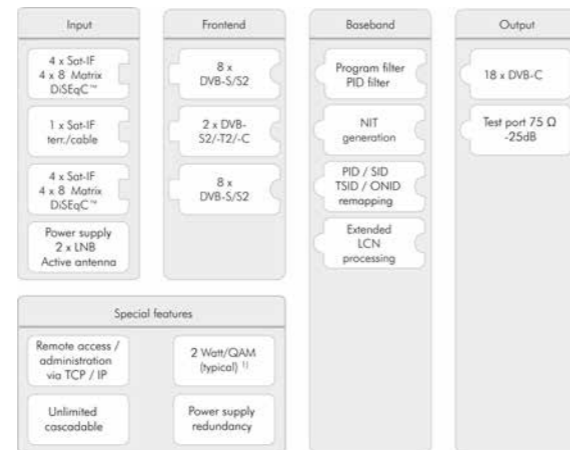 Input
4 x Sat-IF
4 x 8 Matrix
DiSEqC™
1 x Sat-IF
terr./cable
4 x Sat-IF
4 x 8 Matrix
DiSEqC™
Power supply
2 x LNB
Active antenna
Frontend
8 x
DVB-S/S2
2 x DVB-
S2/-T2/-C
8 x
DVB-S/S2
Baseband
Program filter
PID filter
NIT
generation
PID / SID
TSID / ONID
remapping
Extended
LCN
processing
Output
18 x DVB-C
Test port 75 Ω
-25dB
Special features
Remote access /
administration
via TCP / IP
2 Watt/QAM
(typical) 1)
Unlimited
cascadable
Power supply
redundancy